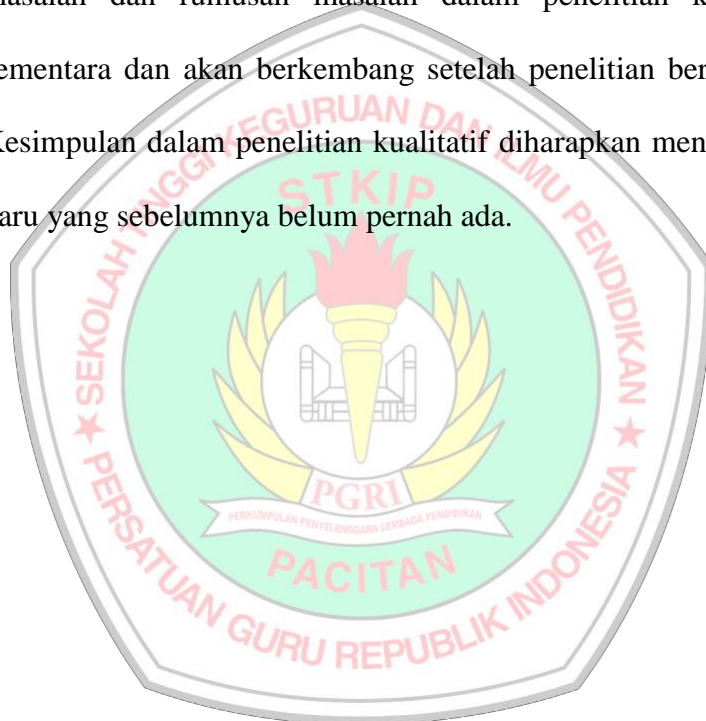 masalah dan rumusan masalah dalam penelitian k
ementara dan akan berkembang setelah penelitian ber
Kesimpulan dalam penelitian kualitatif diharapkan men
aru yang sebelumnya belum pernah ada.
SEKOLAH TINGGI KEGURUAN DAN ILMU PENDIDIKAN
STKIP
PGRI
PERKUMPULAN PENYELENGGARA LEMBAGA PENDIDIKAN
PACITAN
PERSATUAN GURU REPUBLIK INDONESIA